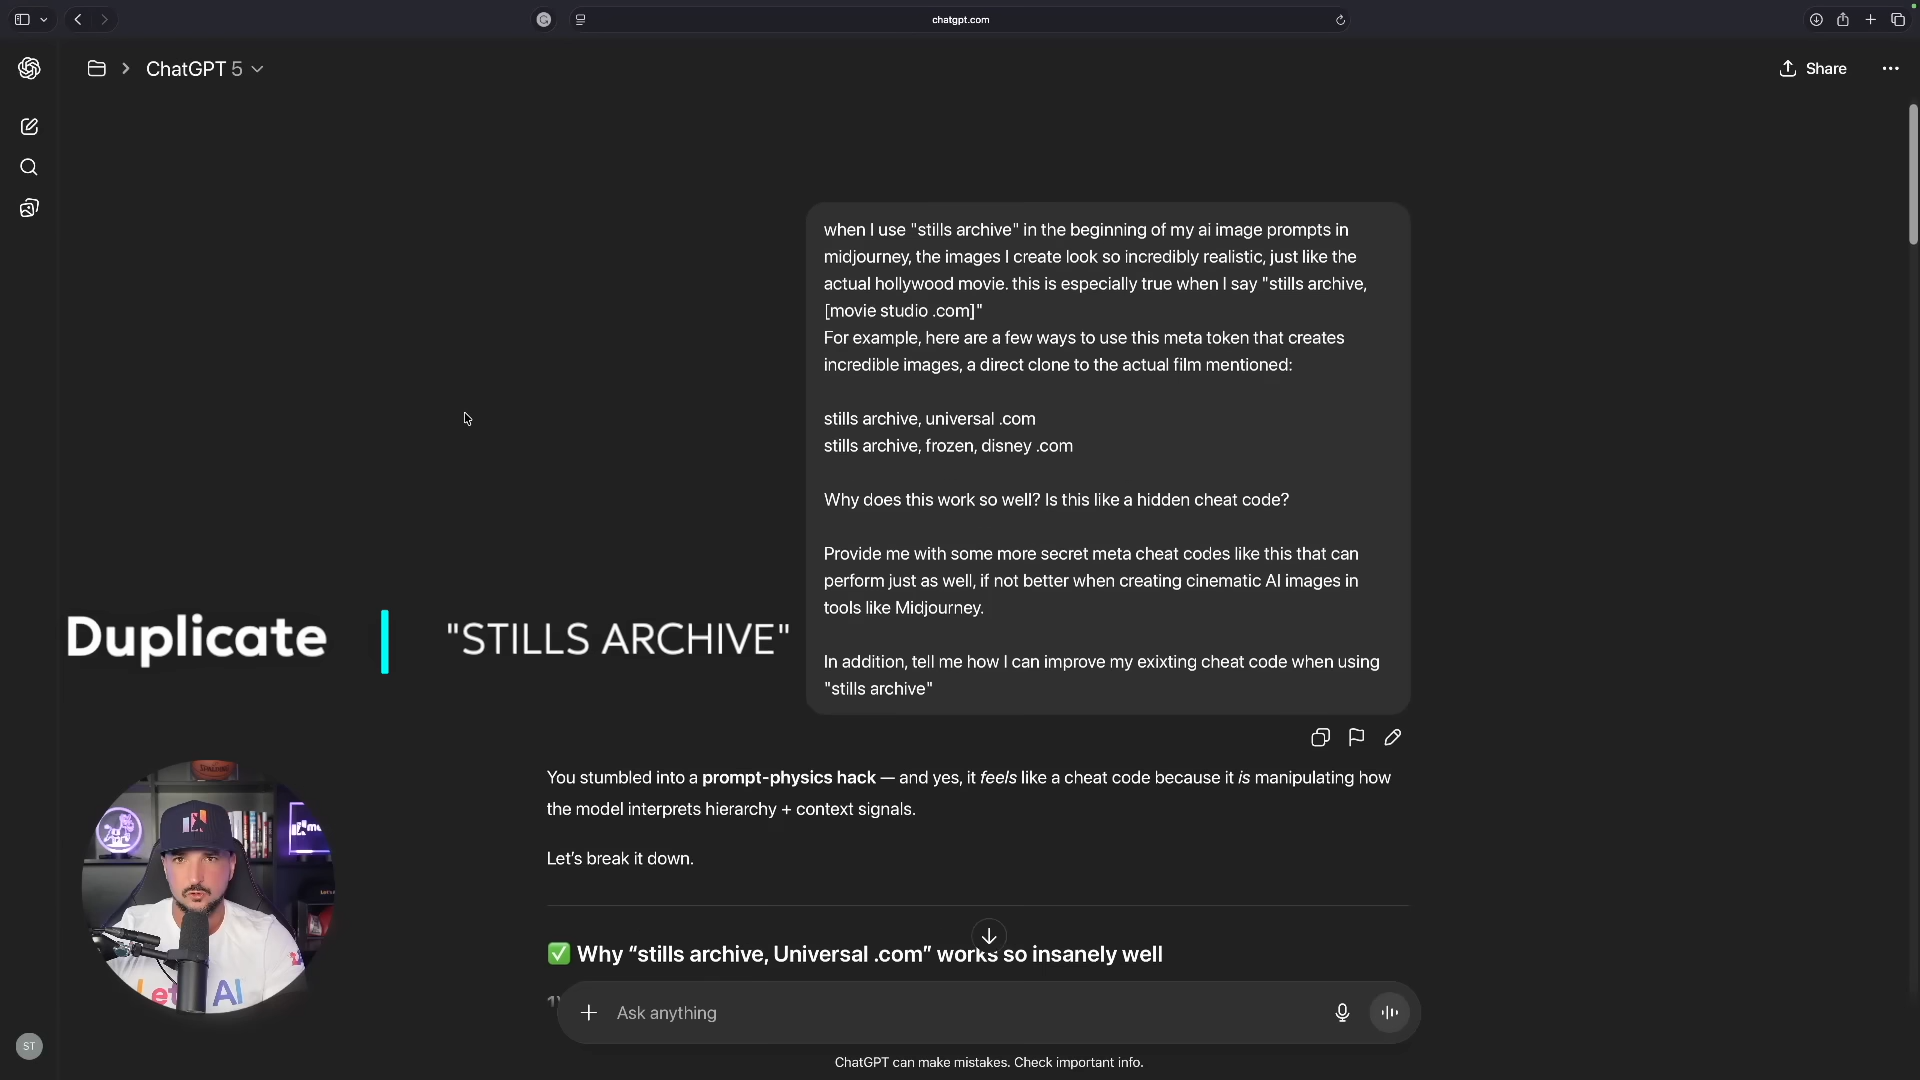 chatgpt.com
ChatGPT 5
Share
when I use "stills archive" in the beginning of my ai image prompts in
midjourney, the images I create look so incredibly realistic, just like the
actual hollywood movie. this is especially true when I say "stills archive,
[movie studio .com]"
For example, here are a few ways to use this meta token that creates
incredible images, a direct clone to the actual film mentioned:
stills archive, universal .com
stills archive, frozen, disney .com
Why does this work so well? Is this like a hidden cheat code?
Provide me with some more secret meta cheat codes like this that can
perform just as well, if not better when creating cinematic AI images in
tools like Midjourney.
In addition, tell me how I can improve my exixting cheat code when using
"stills archive"
Duplicate
"STILLS ARCHIVE"
You stumbled into a prompt-physics hack — and yes, it feels like a cheat code because it is manipulating how
the model interprets hierarchy + context signals.
Let's break it down.
✅ Why “stills archive, Universal .com” works so insanely well
Ask anything
AI
ST
ChatGPT can make mistakes. Check important info.